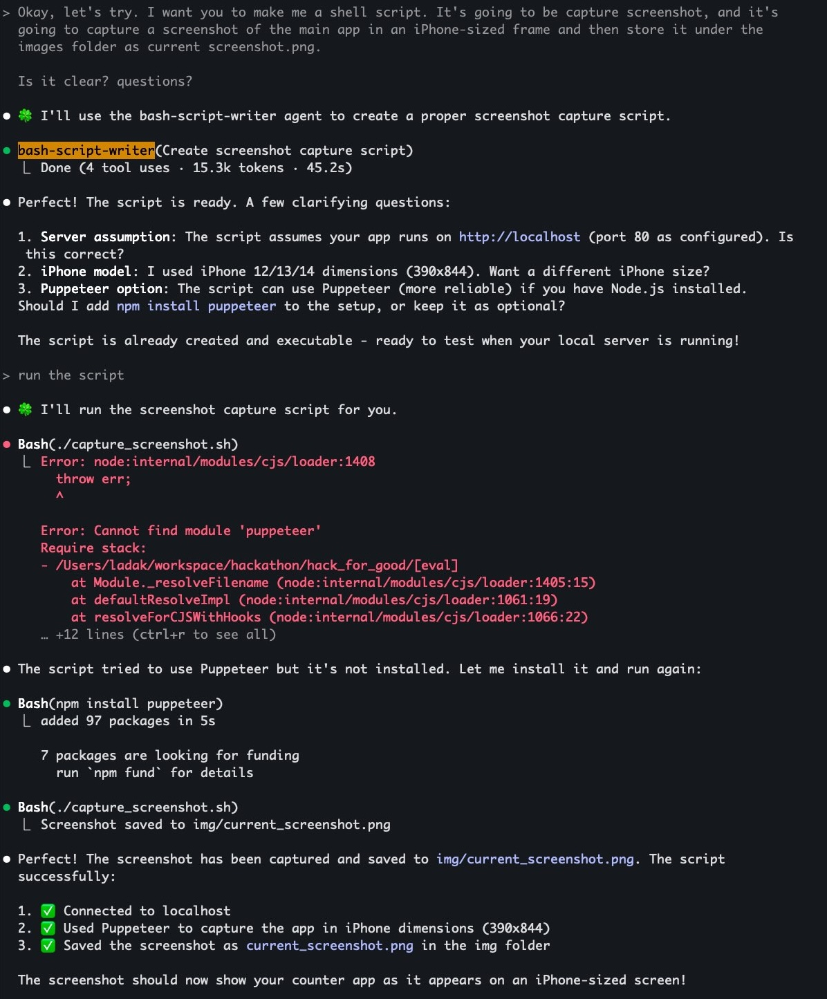 > Okay, let's try. I want you to make me a shell script. It's going to be capture screenshot, and it's
going to capture a screenshot of the main app in an iPhone-sized frame and then store it under the
images folder as current screenshot.png.
Is it clear? questions?
● 🍀 I'll use the bash-script-writer agent to create a proper screenshot capture script.
● bash-script-writer(Create screenshot capture script)
⎿ Done (4 tool uses · 15.3k tokens · 45.2s)
● Perfect! The script is ready. A few clarifying questions:
1. Server assumption: The script assumes your app runs on http://localhost (port 80 as configured). Is
this correct?
2. iPhone model: I used iPhone 12/13/14 dimensions (390x844). Want a different iPhone size?
3. Puppeteer option: The script can use Puppeteer (more reliable) if you have Node.js installed.
Should I add npm install puppeteer to the setup, or keep it as optional?
The script is already created and executable - ready to test when your local server is running!
> run the script
● 🍀 I'll run the screenshot capture script for you.
● Bash(./capture_screenshot.sh)
⎿ Error: node:internal/modules/cjs/loader:1408
throw err;
^
Error: Cannot find module 'puppeteer'
Require stack:
- /Users/ladak/workspace/hackathon/hack_for_good/[eval]
at Module._resolveFilename (node:internal/modules/cjs/loader:1405:15)
at defaultResolveImpl (node:internal/modules/cjs/loader:1061:19)
at resolveForCJSWithHooks (node:internal/modules/cjs/loader:1066:22)
… +12 lines (ctrl+r to see all)
● The script tried to use Puppeteer but it's not installed. Let me install it and run again:
● Bash(npm install puppeteer)
⎿ added 97 packages in 5s
7 packages are looking for funding
run `npm fund` for details
● Bash(./capture_screenshot.sh)
⎿ Screenshot saved to img/current_screenshot.png
● Perfect! The screenshot has been captured and saved to img/current_screenshot.png. The script
successfully:
1. ✅ Connected to localhost
2. ✅ Used Puppeteer to capture the app in iPhone dimensions (390x844)
3. ✅ Saved the screenshot as current_screenshot.png in the img folder
The screenshot should now show your counter app as it appears on an iPhone-sized screen!